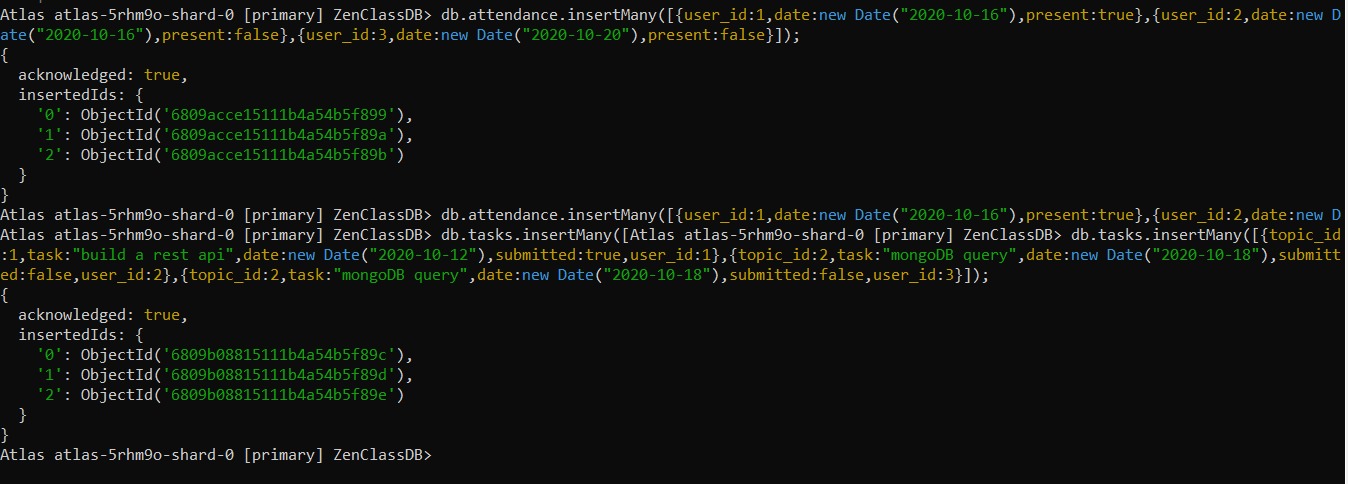 Atlas atlas-5rhm9o-shard-0 [primary] ZenClassDB> db.attendance.insertMany([{user_id:1,date:new Date("2020-10-16"),present:true},{user_id:2,date:new D
ate("2020-10-16"),present:false},{user_id:3,date:new Date("2020-10-20"),present:false}]);
{
  acknowledged: true,
  insertedIds: {
    '0': ObjectId('6809acce15111b4a54b5f899'),
    '1': ObjectId('6809acce15111b4a54b5f89a'),
    '2': ObjectId('6809acce15111b4a54b5f89b')
  }
}
Atlas atlas-5rhm9o-shard-0 [primary] ZenClassDB> db.attendance.insertMany([{user_id:1,date:new Date("2020-10-16"),present:true},{user_id:2,date:new D
Atlas atlas-5rhm9o-shard-0 [primary] ZenClassDB> db.tasks.insertMany([Atlas atlas-5rhm9o-shard-0 [primary] ZenClassDB> db.tasks.insertMany([{topic_id
:1,task:"build a rest api",date:new Date("2020-10-12"),submitted:true,user_id:1},{topic_id:2,task:"mongoDB query",date:new Date("2020-10-18"),submitt
ed:false,user_id:2},{topic_id:2,task:"mongoDB query",date:new Date("2020-10-18"),submitted:false,user_id:3}]);
{
  acknowledged: true,
  insertedIds: {
    '0': ObjectId('6809b08815111b4a54b5f89c'),
    '1': ObjectId('6809b08815111b4a54b5f89d'),
    '2': ObjectId('6809b08815111b4a54b5f89e')
  }
}
Atlas atlas-5rhm9o-shard-0 [primary] ZenClassDB>